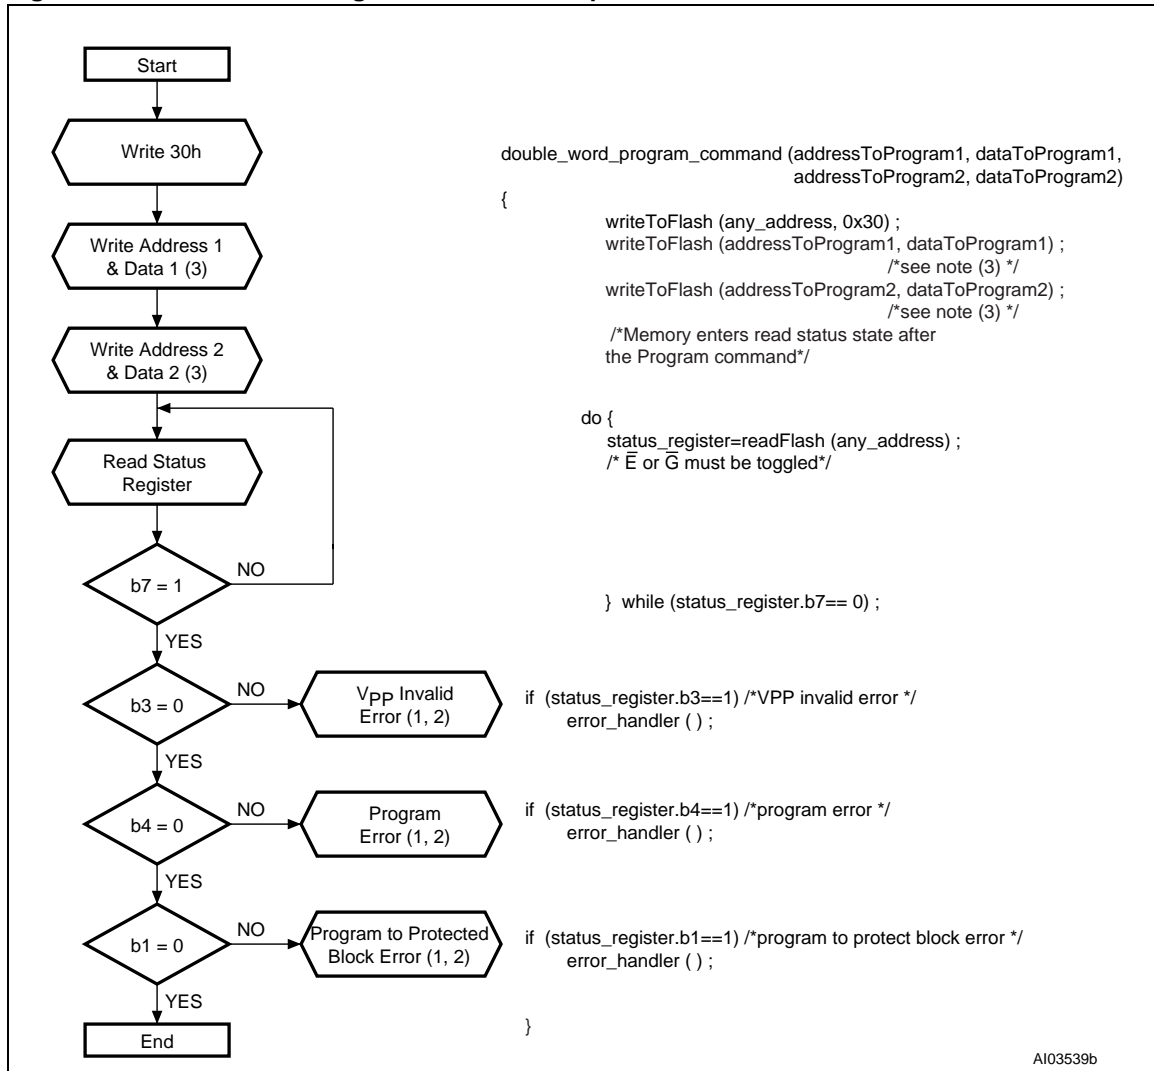 Start
Write 30h
Write Address 1
& Data 1 (3)
Write Address 2
& Data 2 (3)
Read Status
Register
b7 = 1
NO
YES
b3 = 0
NO
VPP Invalid
Error (1, 2)
YES
b4 = 0
NO
Program
Error (1, 2)
YES
b1 = 0
NO
Program to Protected
Block Error (1, 2)
YES
End
double_word_program_command (addressToProgram1, dataToProgram1,
addressToProgram2, dataToProgram2)
{
writeToFlash (any_address, 0x30) ;
writeToFlash (addressToProgram1, dataToProgram1) ;
/*see note (3) */
writeToFlash (addressToProgram2, dataToProgram2) ;
/*see note (3) */
/*Memory enters read status state after
the Program command*/
do {
status_register=readFlash (any_address) ;
/* E̅ or G̅ must be toggled*/
} while (status_register.b7== 0) ;
if (status_register.b3==1) /*VPP invalid error */
error_handler ( ) ;
if (status_register.b4==1) /*program error */
error_handler ( ) ;
if (status_register.b1==1) /*program to protect block error */
error_handler ( ) ;
}
AI03539b